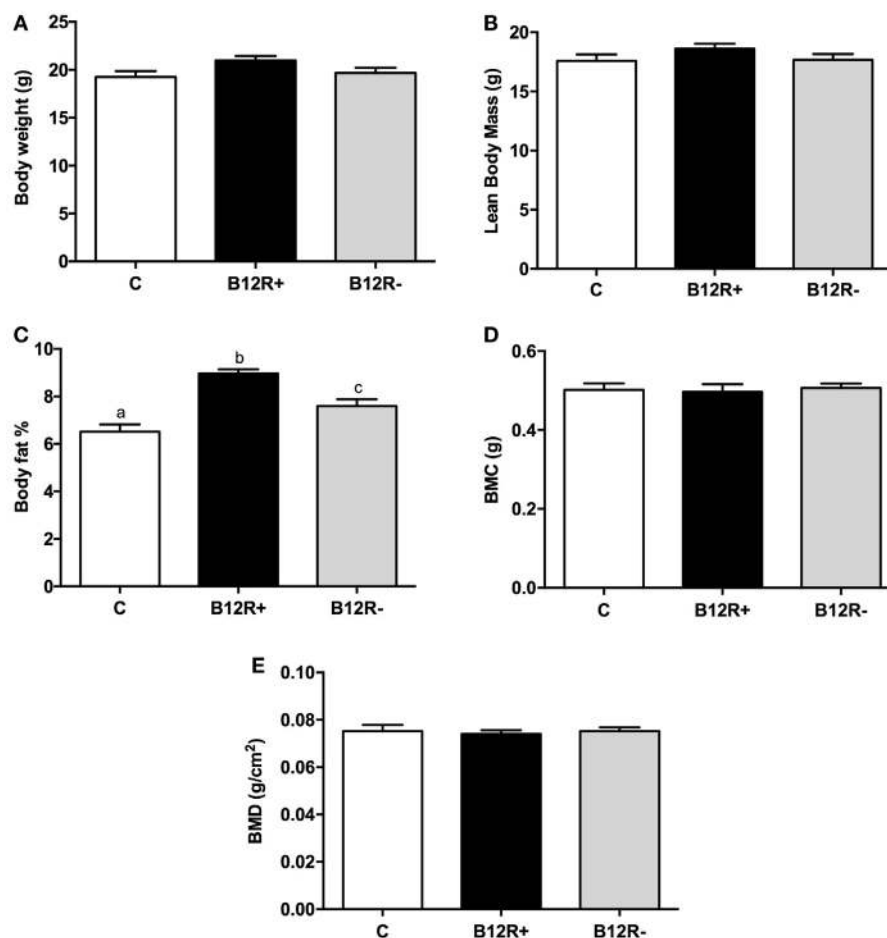 A
Body weight (g)
25
20
15
10
5
0
C
B12R+
B12R-
B
Lean Body Mass (g)
20
15
10
5
0
C
B12R+
B12R-
C
Body fat %
10
8
6
4
2
0
a
b
c
C
B12R+
B12R-
D
BMC (g)
0.6
0.4
0.2
0.0
C
B12R+
B12R-
E
BMD (g/cm²)
0.10
0.08
0.06
0.04
0.02
0.00
C
B12R+
B12R-